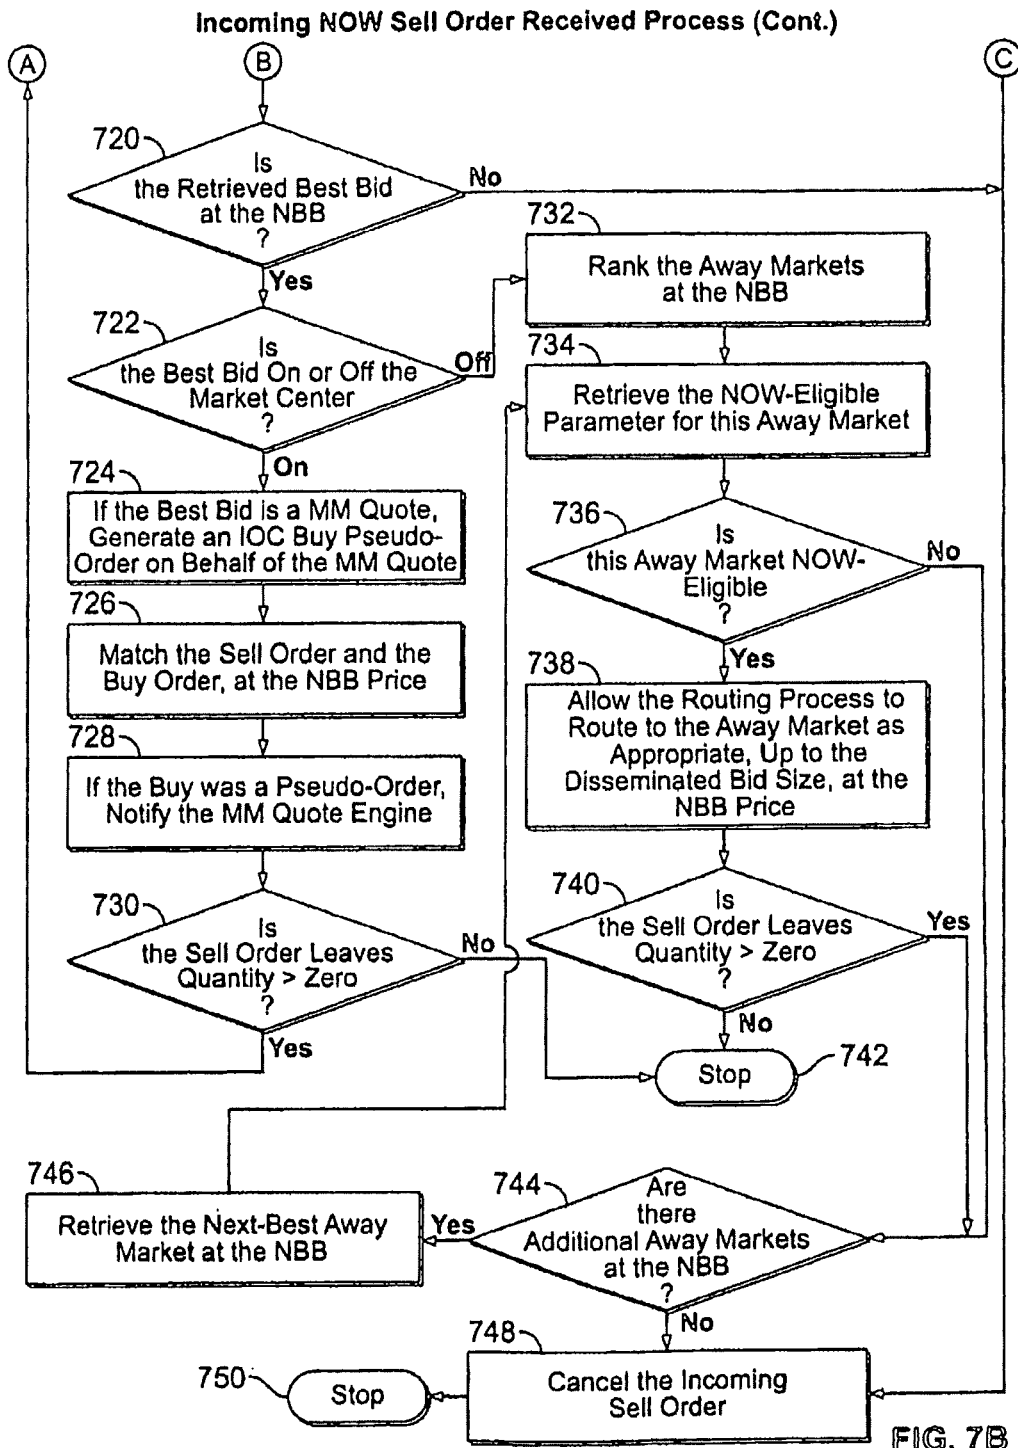 Incoming NOW Sell Order Received Process (Cont.)
A
B
C
720
Is
the Retrieved Best Bid
at the NBB
?
No
Yes
722
Is
the Best Bid On or Off the
Market Center
?
Off
On
724
If the Best Bid is a MM Quote,
Generate an IOC Buy Pseudo-
Order on Behalf of the MM Quote
726
Match the Sell Order and the
Buy Order, at the NBB Price
728
If the Buy was a Pseudo-Order,
Notify the MM Quote Engine
730
Is
the Sell Order Leaves
Quantity > Zero
?
No
Yes
732
Rank the Away Markets
at the NBB
734
Retrieve the NOW-Eligible
Parameter for this Away Market
736
Is
this Away Market NOW-
Eligible
?
No
Yes
738
Allow the Routing Process to
Route to the Away Market as
Appropriate, Up to the
Disseminated Bid Size, at the
NBB Price
740
Is
the Sell Order Leaves
Quantity > Zero
?
Yes
No
Stop
742
744
Are
there
Additional Away Markets
at the NBB
?
Yes
No
746
Retrieve the Next-Best Away
Market at the NBB
748
Cancel the Incoming
Sell Order
750
Stop
FIG. 7B